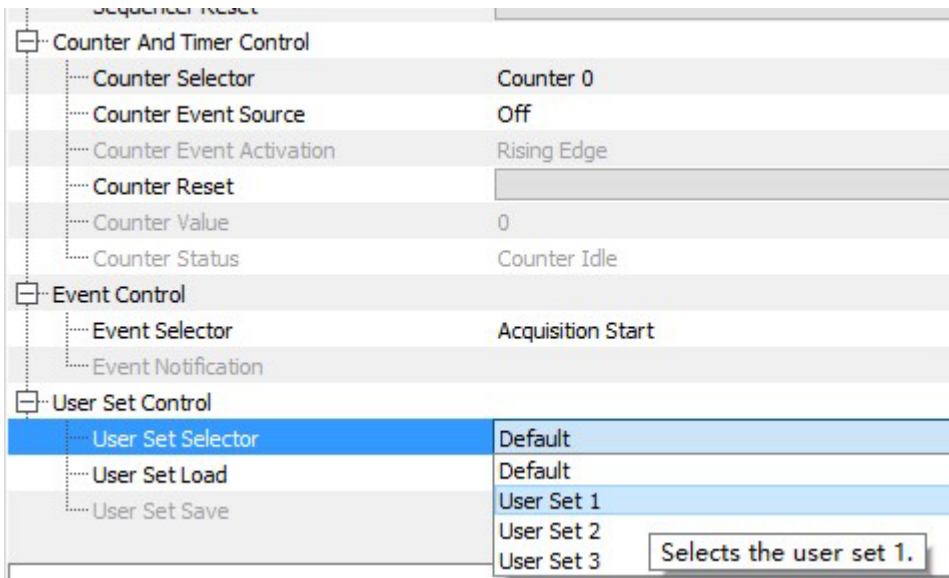 Sequencer Reset
Counter And Timer Control
Counter Selector Counter 0
Counter Event Source Off
Counter Event Activation Rising Edge
Counter Reset
Counter Value 0
Counter Status Counter Idle
Event Control
Event Selector Acquisition Start
Event Notification
User Set Control
User Set Selector Default
User Set Load Default
User Set 1
User Set Save
User Set 2
User Set 3 Selects the user set 1.